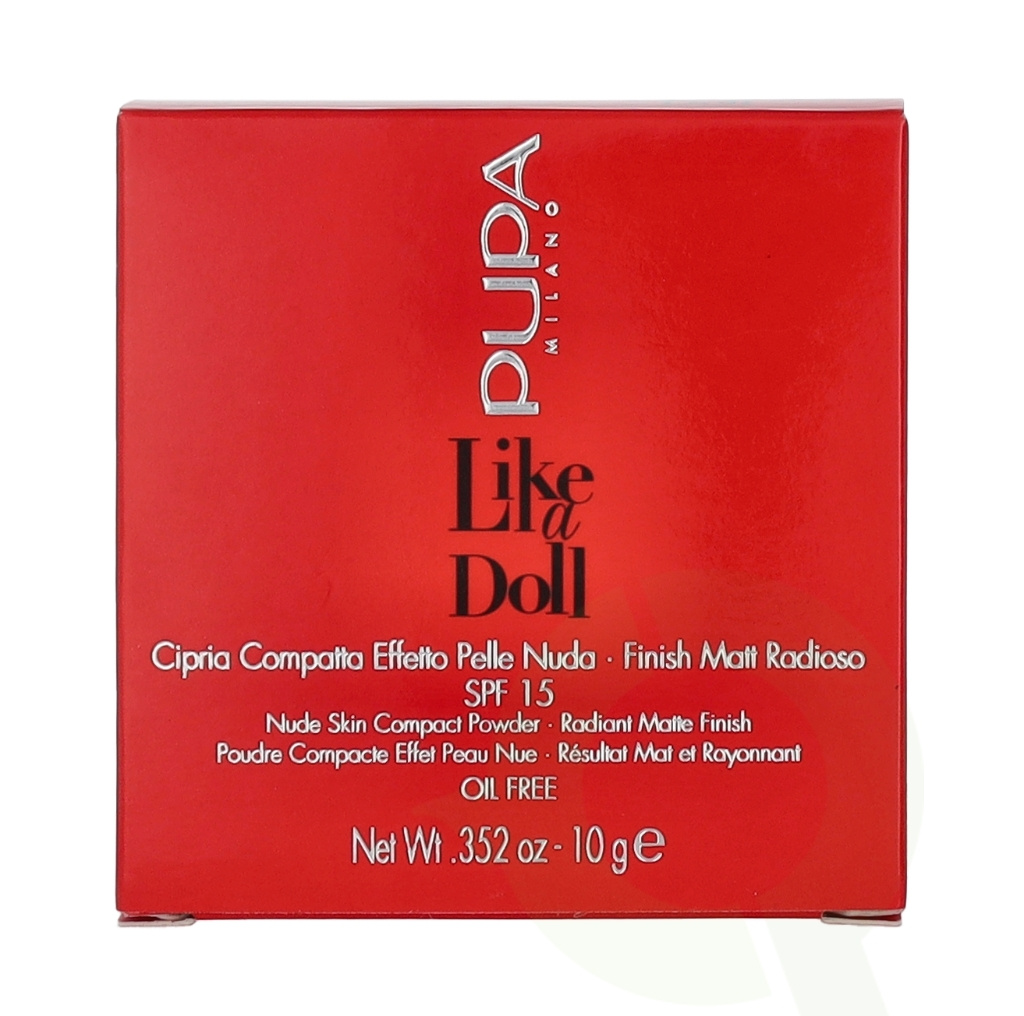 PUPA
MILANO
Like
a
Doll
Cipria Compatta Effetto Pelle Nuda · Finish Matt Radioso
SPF 15
Nude Skin Compact Powder · Radiant Matte Finish
Poudre Compacte Effet Peau Nue · Résultat Mat et Rayonnant
OIL FREE
Net Wt .352 oz - 10 g e